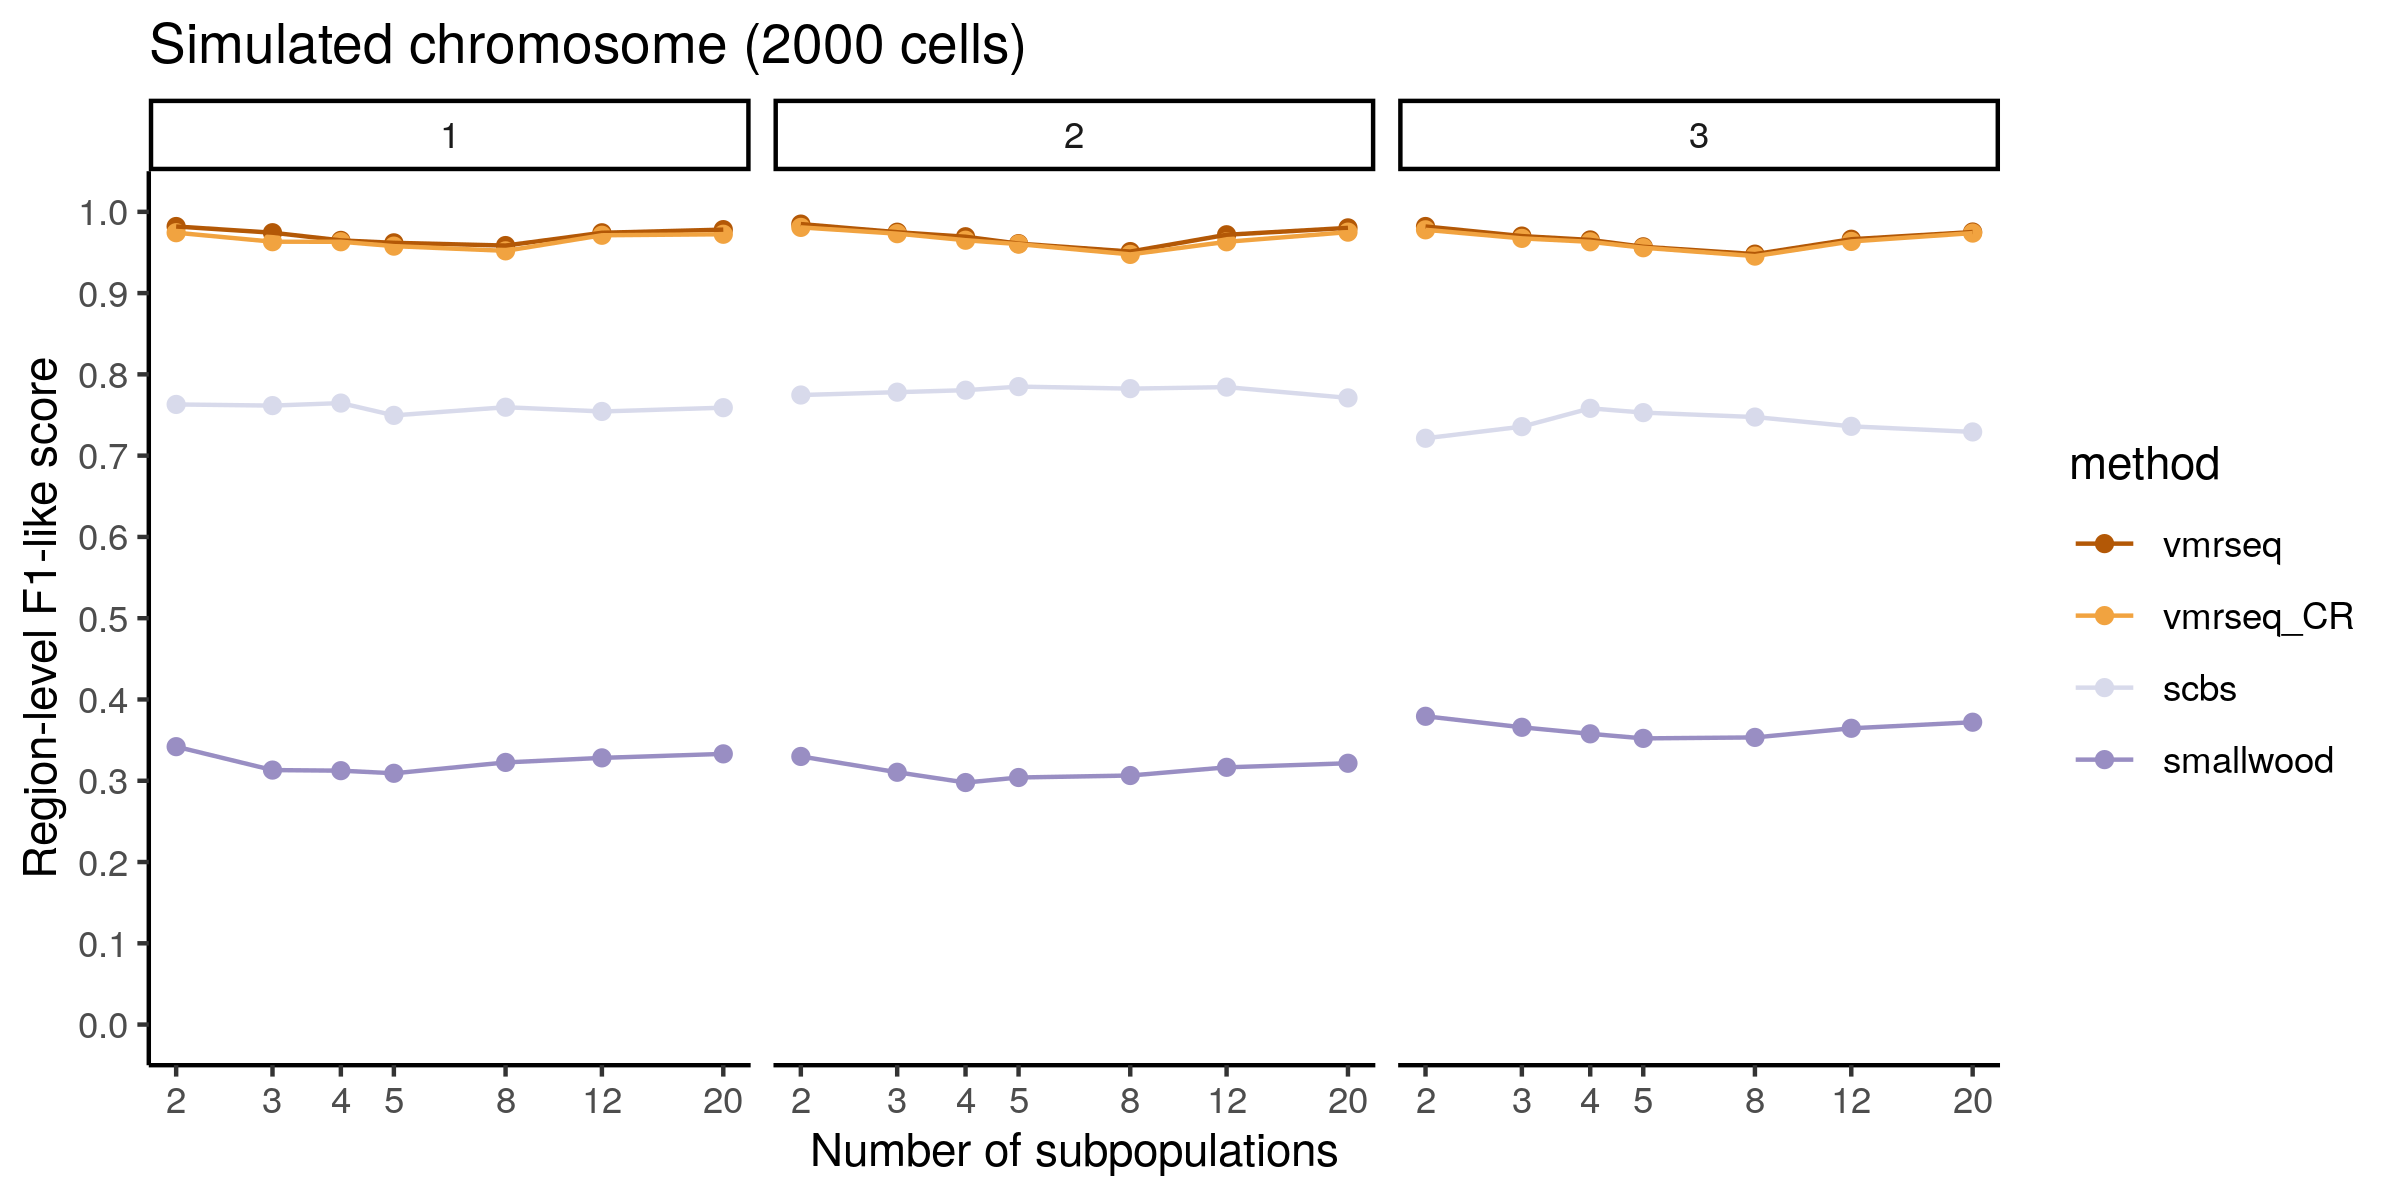 Simulated chromosome (2000 cells)
1 2 3
Region-level F1-like score
1.0
0.9
0.8
0.7
0.6
0.5
0.4
0.3
0.2
0.1
0.0
2 3 4 5 8 12 20 2 3 4 5 8 12 20 2 3 4 5 8 12 20
Number of subpopulations
method
vmrseq
vmrseq_CR
scbs
smallwood